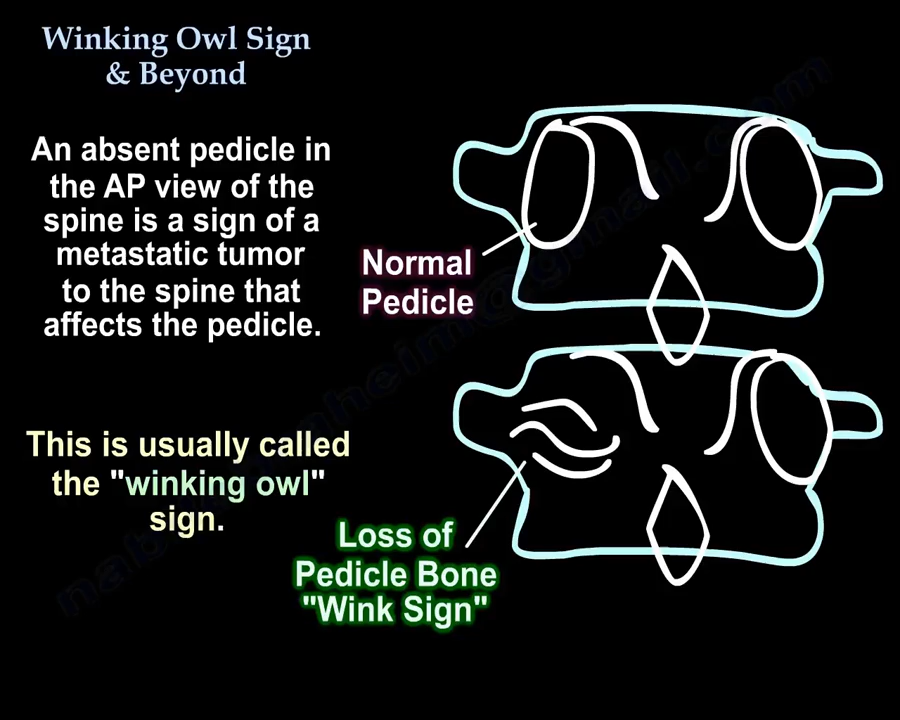 Winking Owl Sign
& Beyond
An absent pedicle in
the AP view of the
spine is a sign of a
metastatic tumor
to the spine that
affects the pedicle.
Normal
Pedicle
This is usually called
the "winking owl"
sign.
Loss of
Pedicle Bone
"Wink Sign"